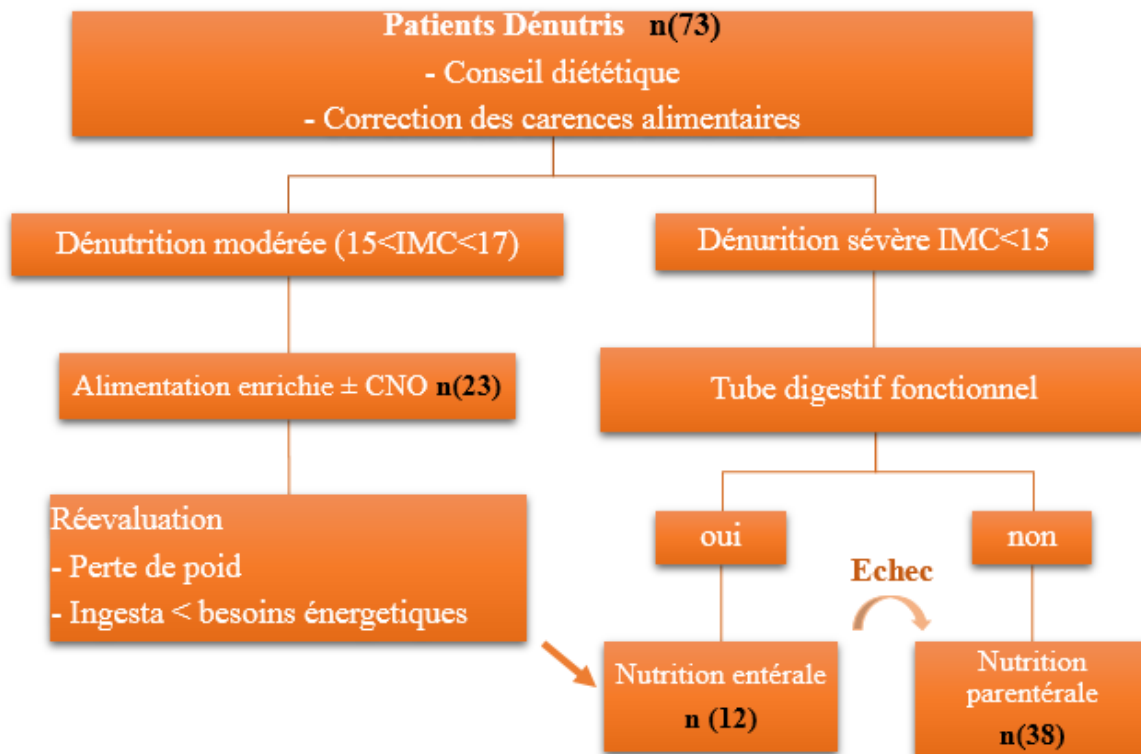 Patients Dénutris n(73)
- Conseil diététique
- Correction des carences alimentaires
Dénutrition modérée (15<IMC<17)
Dénurition sévère IMC<15
Alimentation enrichie ± CNO n(23)
Tube digestif fonctionnel
Réevaluation
- Perte de poid
- Ingesta < besoins énergetiques
oui
non
Echec
Nutrition entérale
n (12)
Nutrition
parentérale
n(38)